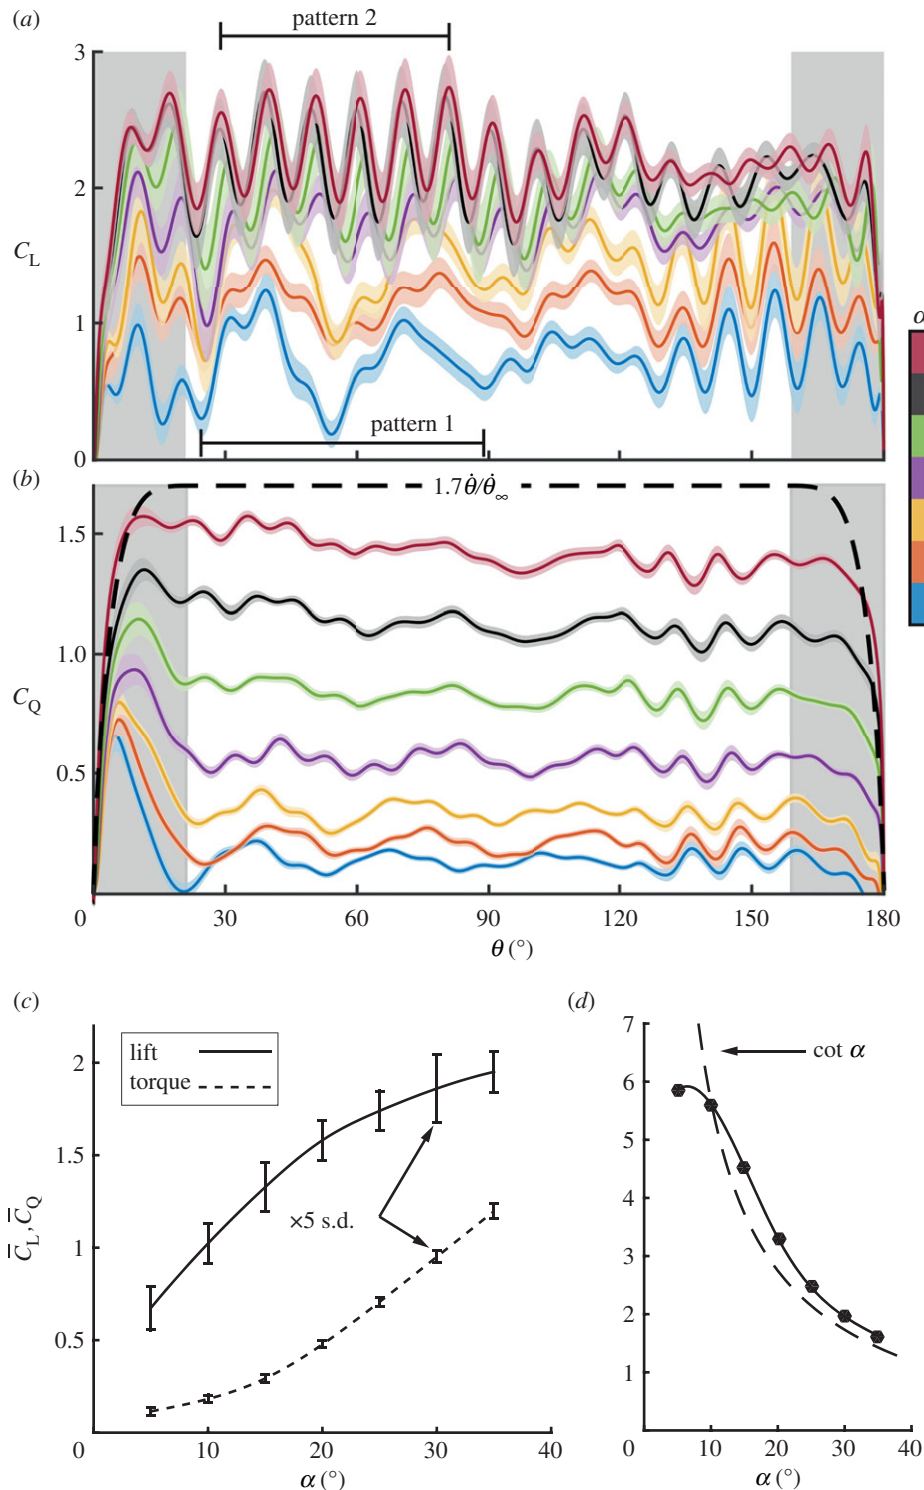 (a)
pattern 2
3
2
C_L
1
0
pattern 1
α
(b)
1.7 θ̇/θ̇_∞
1.5
1.0
C_Q
0.5
0
0 30 60 90 120 150 180
θ (°)
(c)
lift
torque
2
1.5
C̅_L, C̅_Q
1
0.5
×5 s.d.
0 10 20 30 40
α (°)
(d)
7
cot α
6
5
4
3
2
1
0 10 20 30 40
α (°)